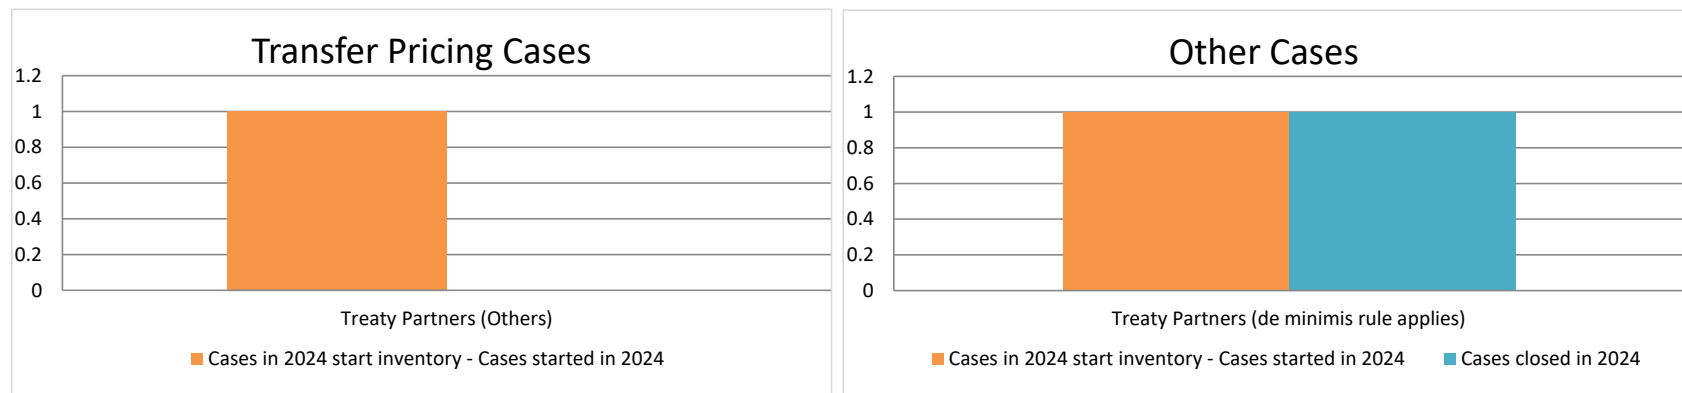 Transfer Pricing Cases
1.2
1
0.8
0.6
0.4
0.2
0
Treaty Partners (Others)
Cases in 2024 start inventory - Cases started in 2024
Other Cases
1.2
1
0.8
0.6
0.4
0.2
0
Treaty Partners (de minimis rule applies)
Cases in 2024 start inventory - Cases started in 2024
Cases closed in 2024